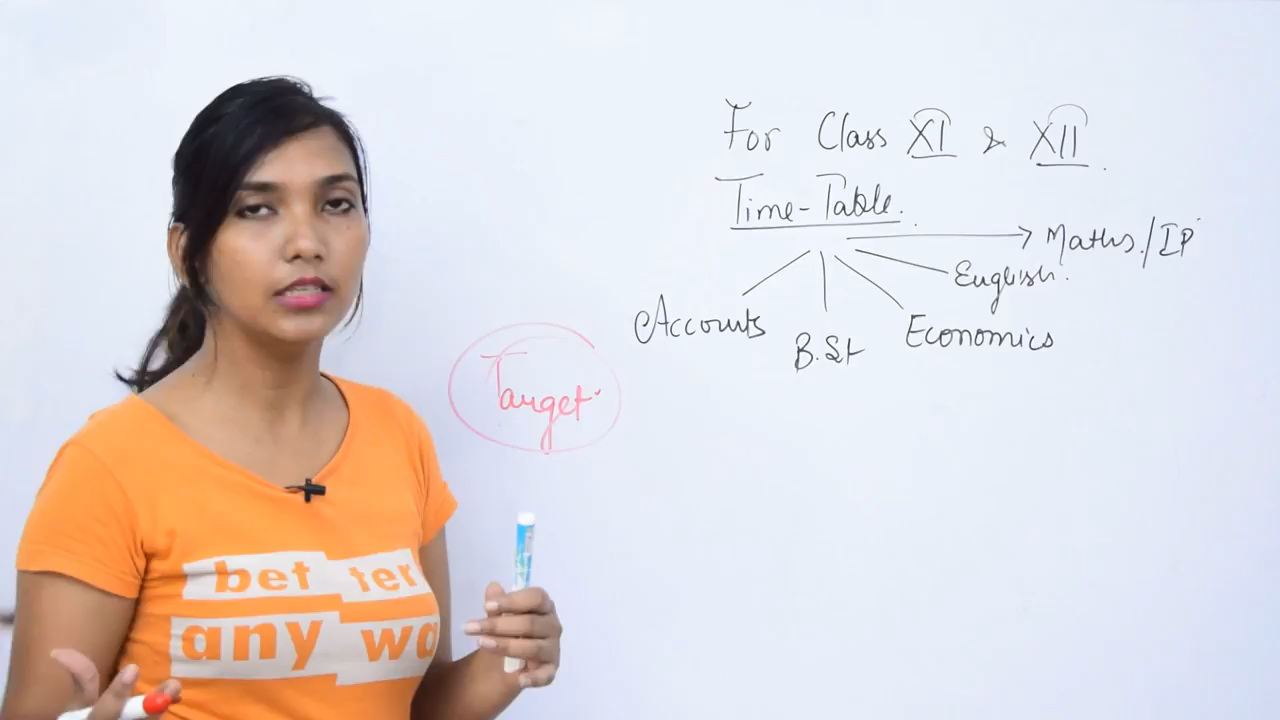 For Class XI & XII.
Time-Table.
Maths./IP
English.
Accounts
B.St
Economics
Target
bet ter
any wa